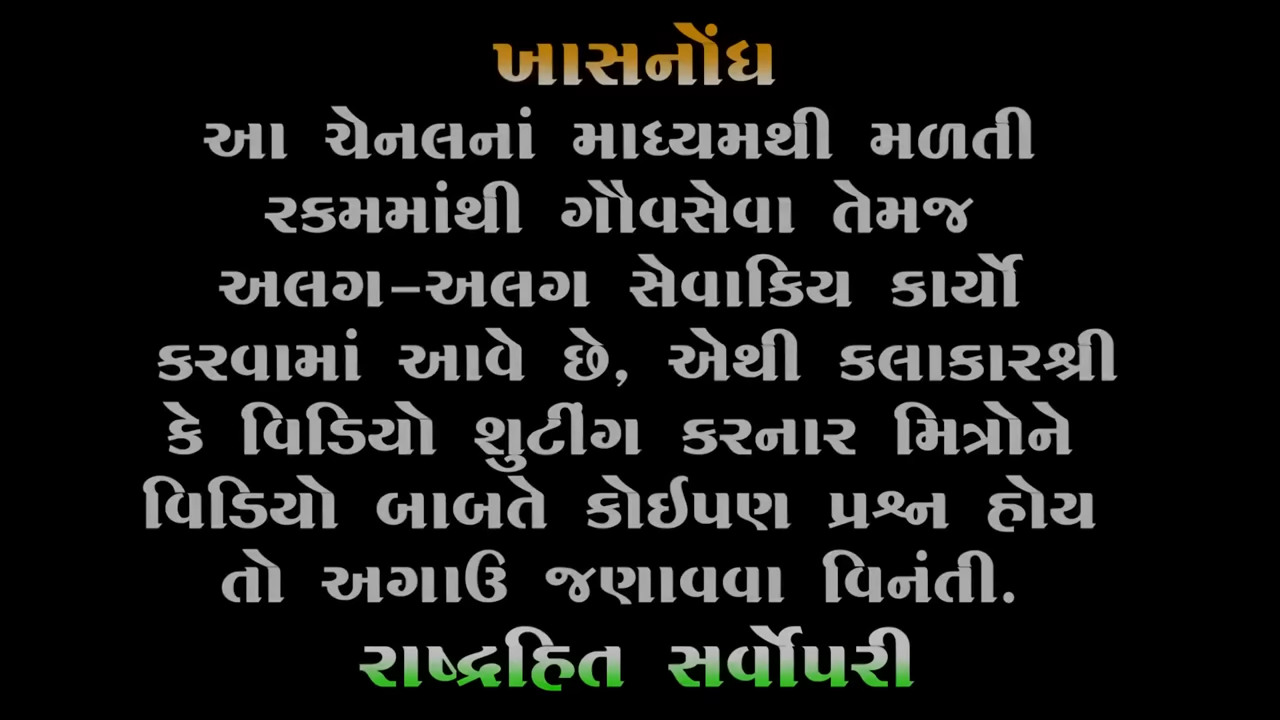 ખાસનોંધ
આ ચેનલનાં માધ્યમથી મળતી
રકમમાંથી ગૌવસેવા તેમજ
અલગ-અલગ સેવાકિય કાર્યો
કરવામાં આવે છે, એથી કલાકારશ્રી
કે વિડિયો શુટીંગ કરનાર મિત્રોને
વિડિયો બાબતે કોઈપણ પ્રશ્ન હોય
તો અગાઉ જણાવવા વિનંતી.
રાષ્ટ્રહિત સર્વોપરી